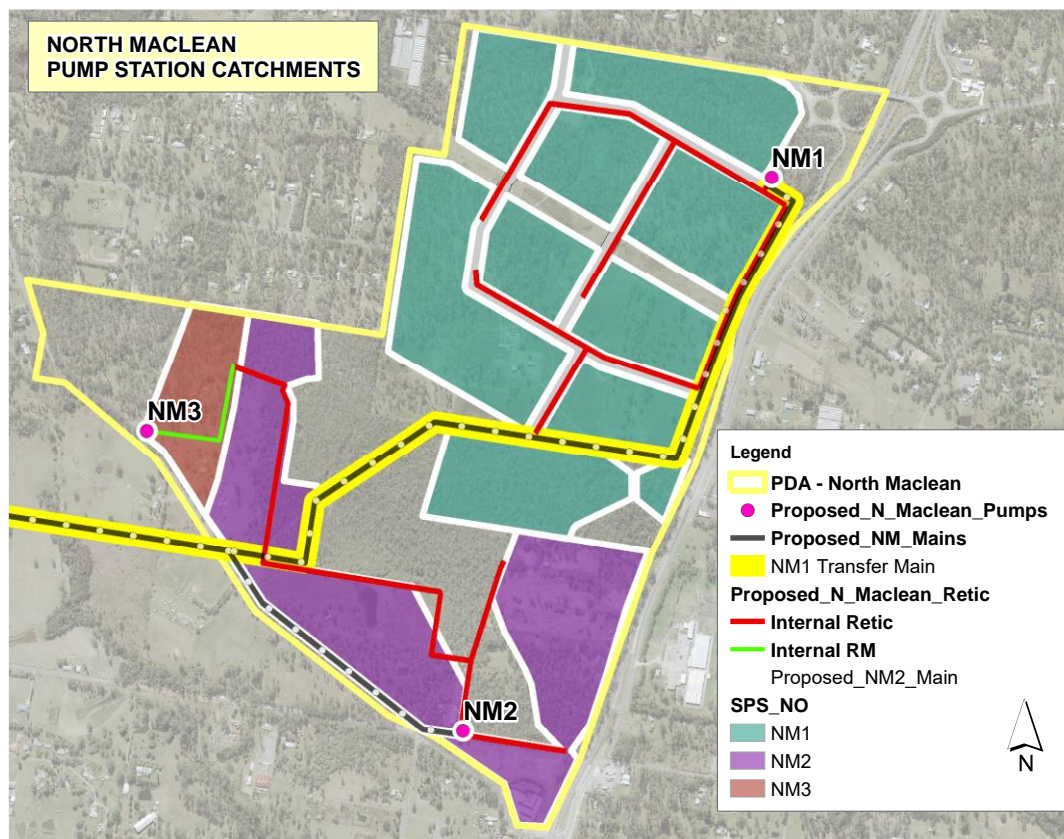 NORTH MACLEAN
PUMP STATION CATCHMENTS
NM1
NM3
NM2
Legend
PDA - North Maclean
Proposed_N_Maclean_Pumps
Proposed_NM_Mains
NM1 Transfer Main
Proposed_N_Maclean_Retic
Internal Retic
Internal RM
Proposed_NM2_Main
SPS_NO
NM1
NM2
NM3
N